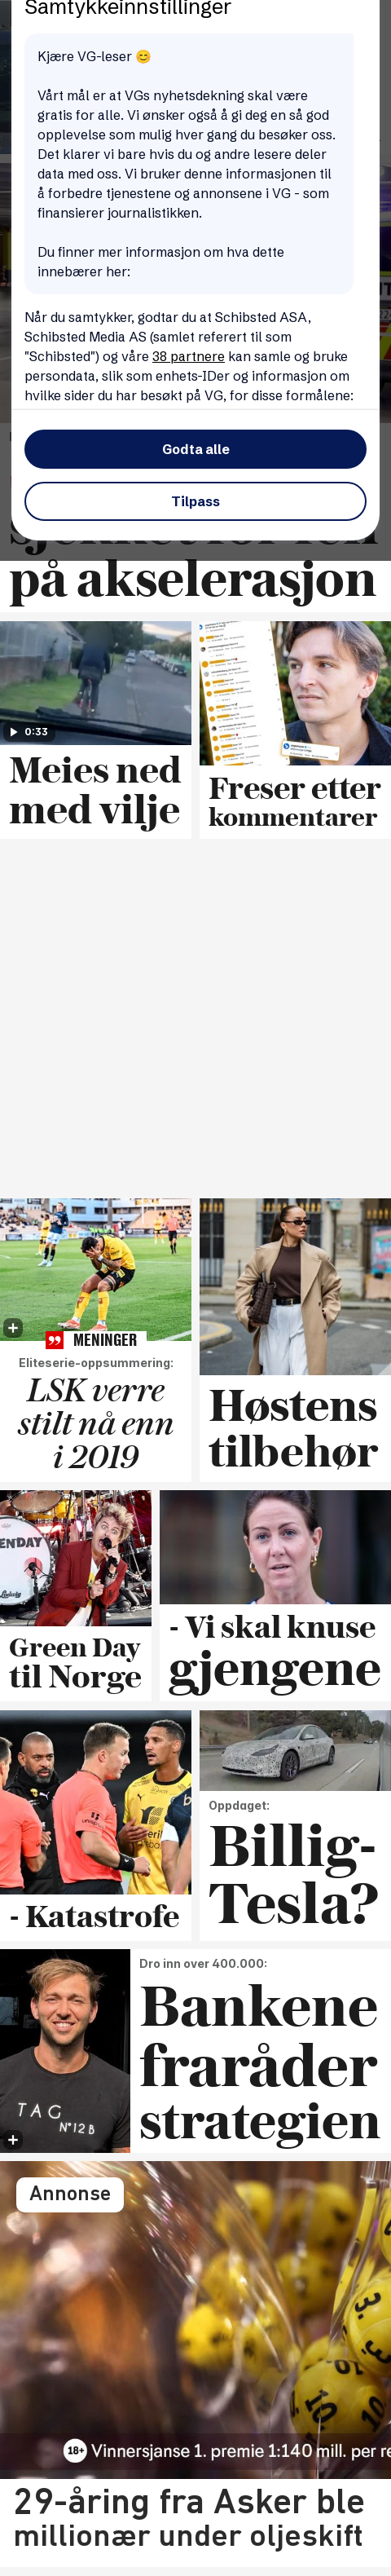 Samtykkeinnstillinger
Kjære VG-leser 😊
Vårt mål er at VGs nyhetsdekning skal være
gratis for alle. Vi ønsker også å gi deg en så god
opplevelse som mulig hver gang du besøker oss.
Det klarer vi bare hvis du og andre lesere deler
data med oss. Vi bruker denne informasjonen til
å forbedre tjenestene og annonsene i VG - som
finansierer journalistikken.
Du finner mer informasjon om hva dette
innebærer her:
Når du samtykker, godtar du at Schibsted ASA,
Schibsted Media AS (samlet referert til som
"Schibsted") og våre 38 partnere kan samle og bruke
persondata, slik som enhets-IDer og informasjon om
hvilke sider du har besøkt på VG, for disse formålene:
Godta alle
Tilpass
på akselerasjon
0:33
Meies ned
med vilje
Freser etter
kommentarer
MENINGER
Eliteserie-oppsummering:
LSK verre
stilt nå enn
i 2019
Høstens
tilbehør
Green Day
til Norge
- Vi skal knuse
gjengene
- Katastrofe
Oppdaget:
Billig-
Tesla?
TAG
N°12B
Dro inn over 400.000:
Bankene
fraråder
strategien
Annonse
18+ Vinnersjanse 1. premie 1:140 mill. per re
29-åring fra Asker ble
millionær under oljeskift